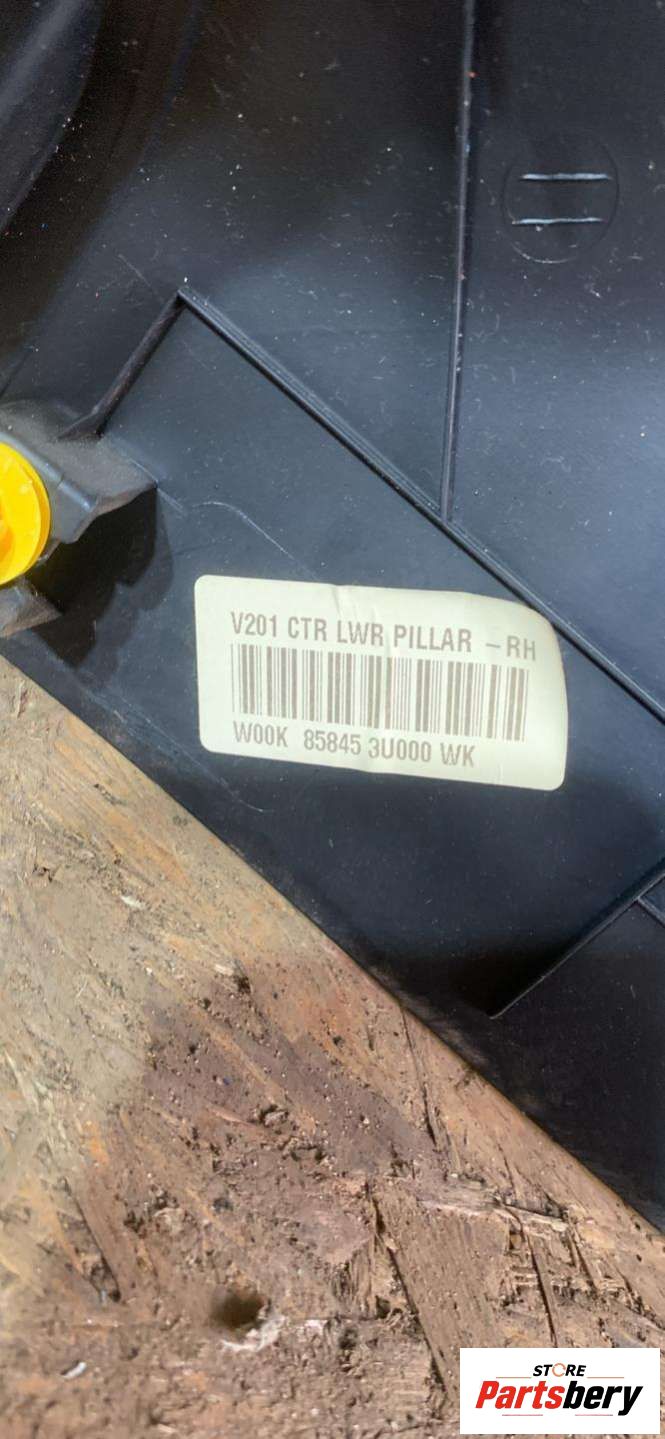 V201 CTR LWR PILLAR – RH
W00K 85845 3U000 WK
STORE
Partsbery